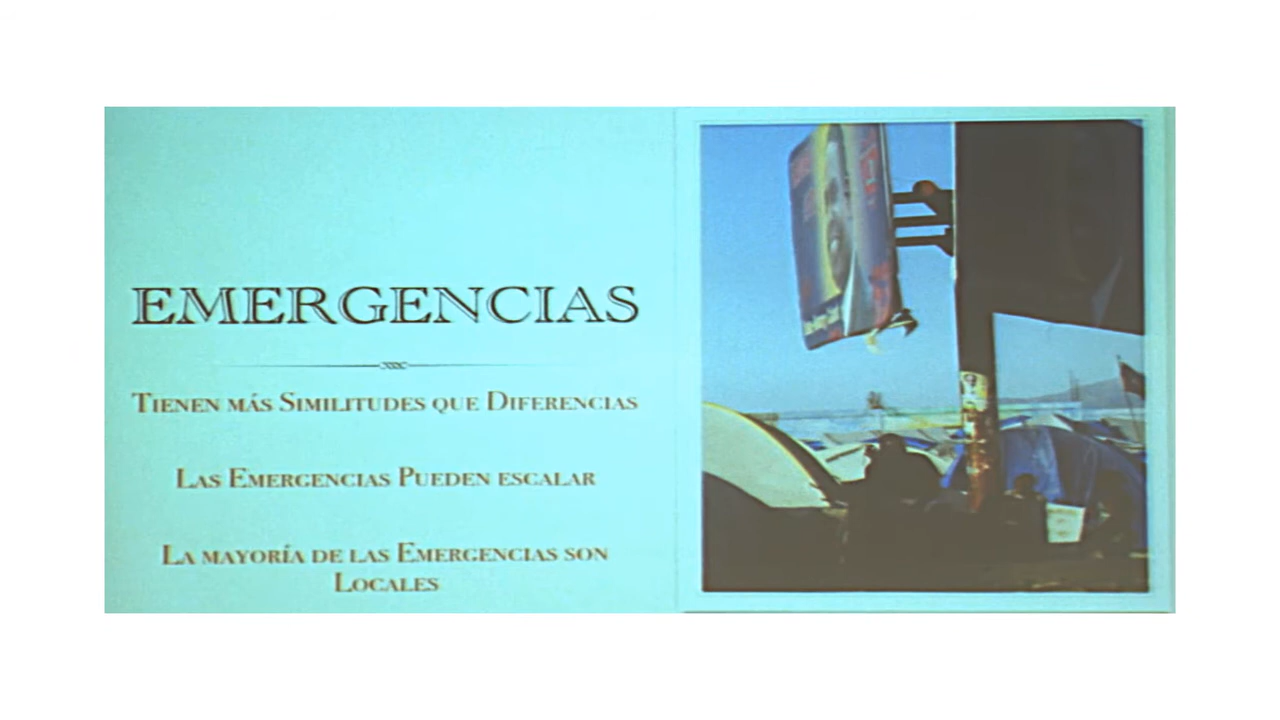 EMERGENCIAS
TIENEN MÁS SIMILITUDES QUE DIFERENCIAS
LAS EMERGENCIAS PUEDEN ESCALAR
LA MAYORÍA DE LAS EMERGENCIAS SON
LOCALES